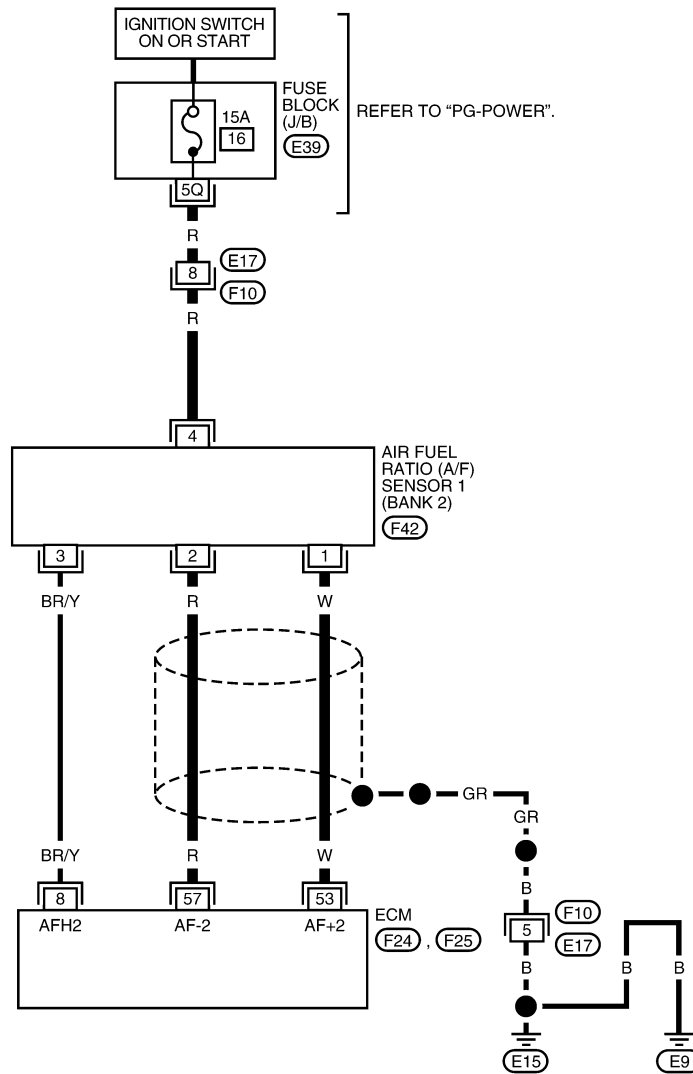 IGNITION SWITCH
ON OR START
FUSE
BLOCK
(J/B)
E39
15A
16
REFER TO “PG-POWER”.
5Q
R
8
E17
F10
R
4
AIR FUEL
RATIO (A/F)
SENSOR 1
(BANK 2)
F42
3
2
1
BR/Y
R
W
GR
GR
BR/Y
R
W
B
8
57
53
AFH2
AF-2
AF+2
ECM
F24 , F25
5
F10
E17
B
B
B
E15
E9